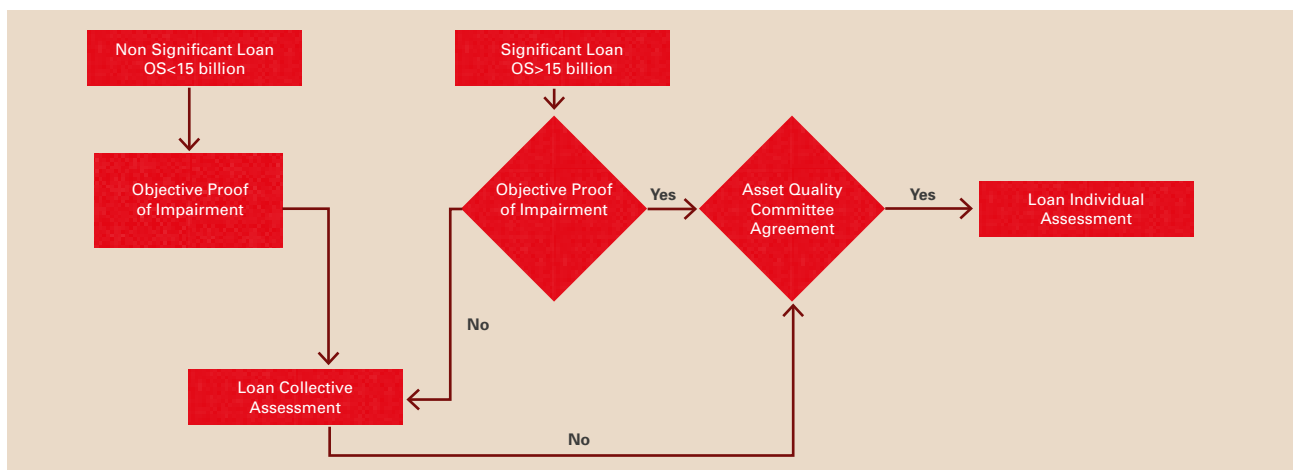 Non Significant Loan
OS<15 billion
Significant Loan
OS>15 billion
Objective Proof
of Impairment
Objective Proof
of Impairment
Yes
Asset Quality
Committee
Agreement
Yes
Loan Individual
Assessment
No
Loan Collective
Assessment
No